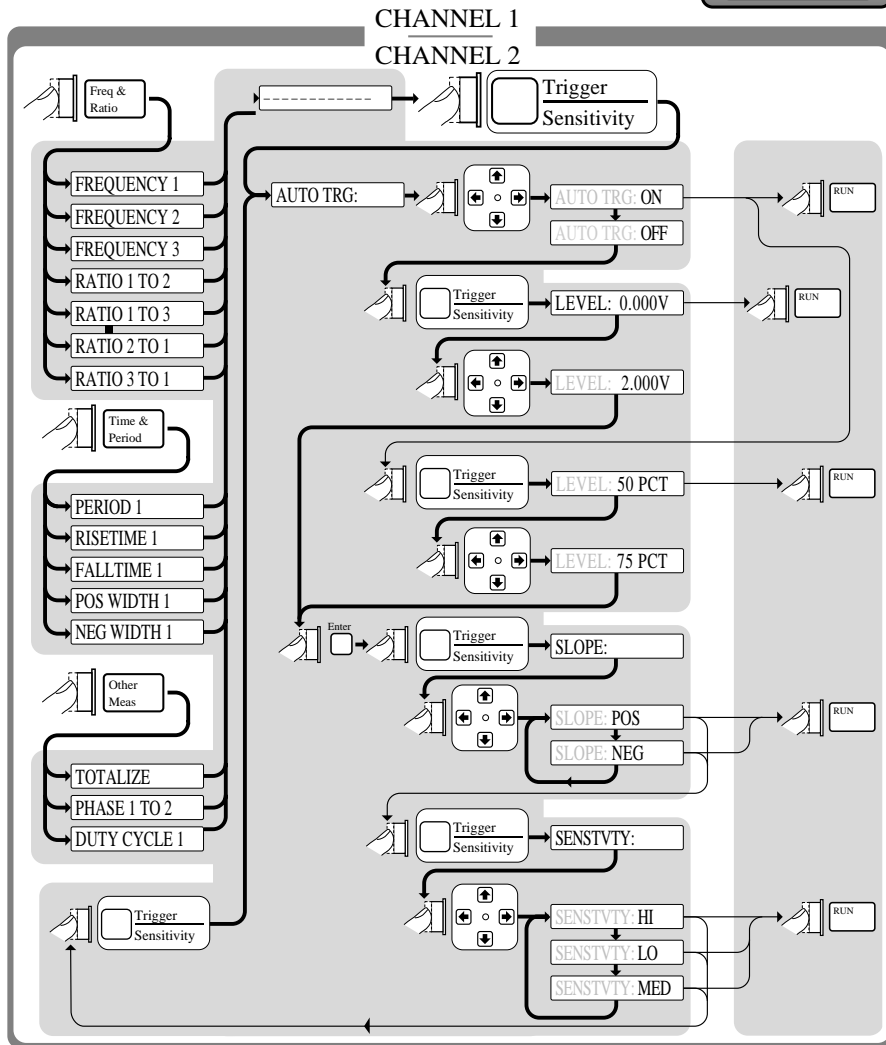 CHANNEL 1
CHANNEL 2
Freq &
Ratio
------------
Trigger
Sensitivity
FREQUENCY 1
FREQUENCY 2
FREQUENCY 3
RATIO 1 TO 2
RATIO 1 TO 3
RATIO 2 TO 1
RATIO 3 TO 1
AUTO TRG:
AUTO TRG: ON
AUTO TRG: OFF
RUN
Trigger
Sensitivity
LEVEL: 0.000V
RUN
LEVEL: 2.000V
Time &
Period
PERIOD 1
RISETIME 1
FALLTIME 1
POS WIDTH 1
NEG WIDTH 1
Trigger
Sensitivity
LEVEL: 50 PCT
RUN
LEVEL: 75 PCT
Enter
Trigger
Sensitivity
SLOPE:
Other
Meas
SLOPE: POS
SLOPE: NEG
RUN
TOTALIZE
PHASE 1 TO 2
DUTY CYCLE 1
Trigger
Sensitivity
SENSTVTY:
Trigger
Sensitivity
SENSTVTY: HI
SENSTVTY: LO
SENSTVTY: MED
RUN